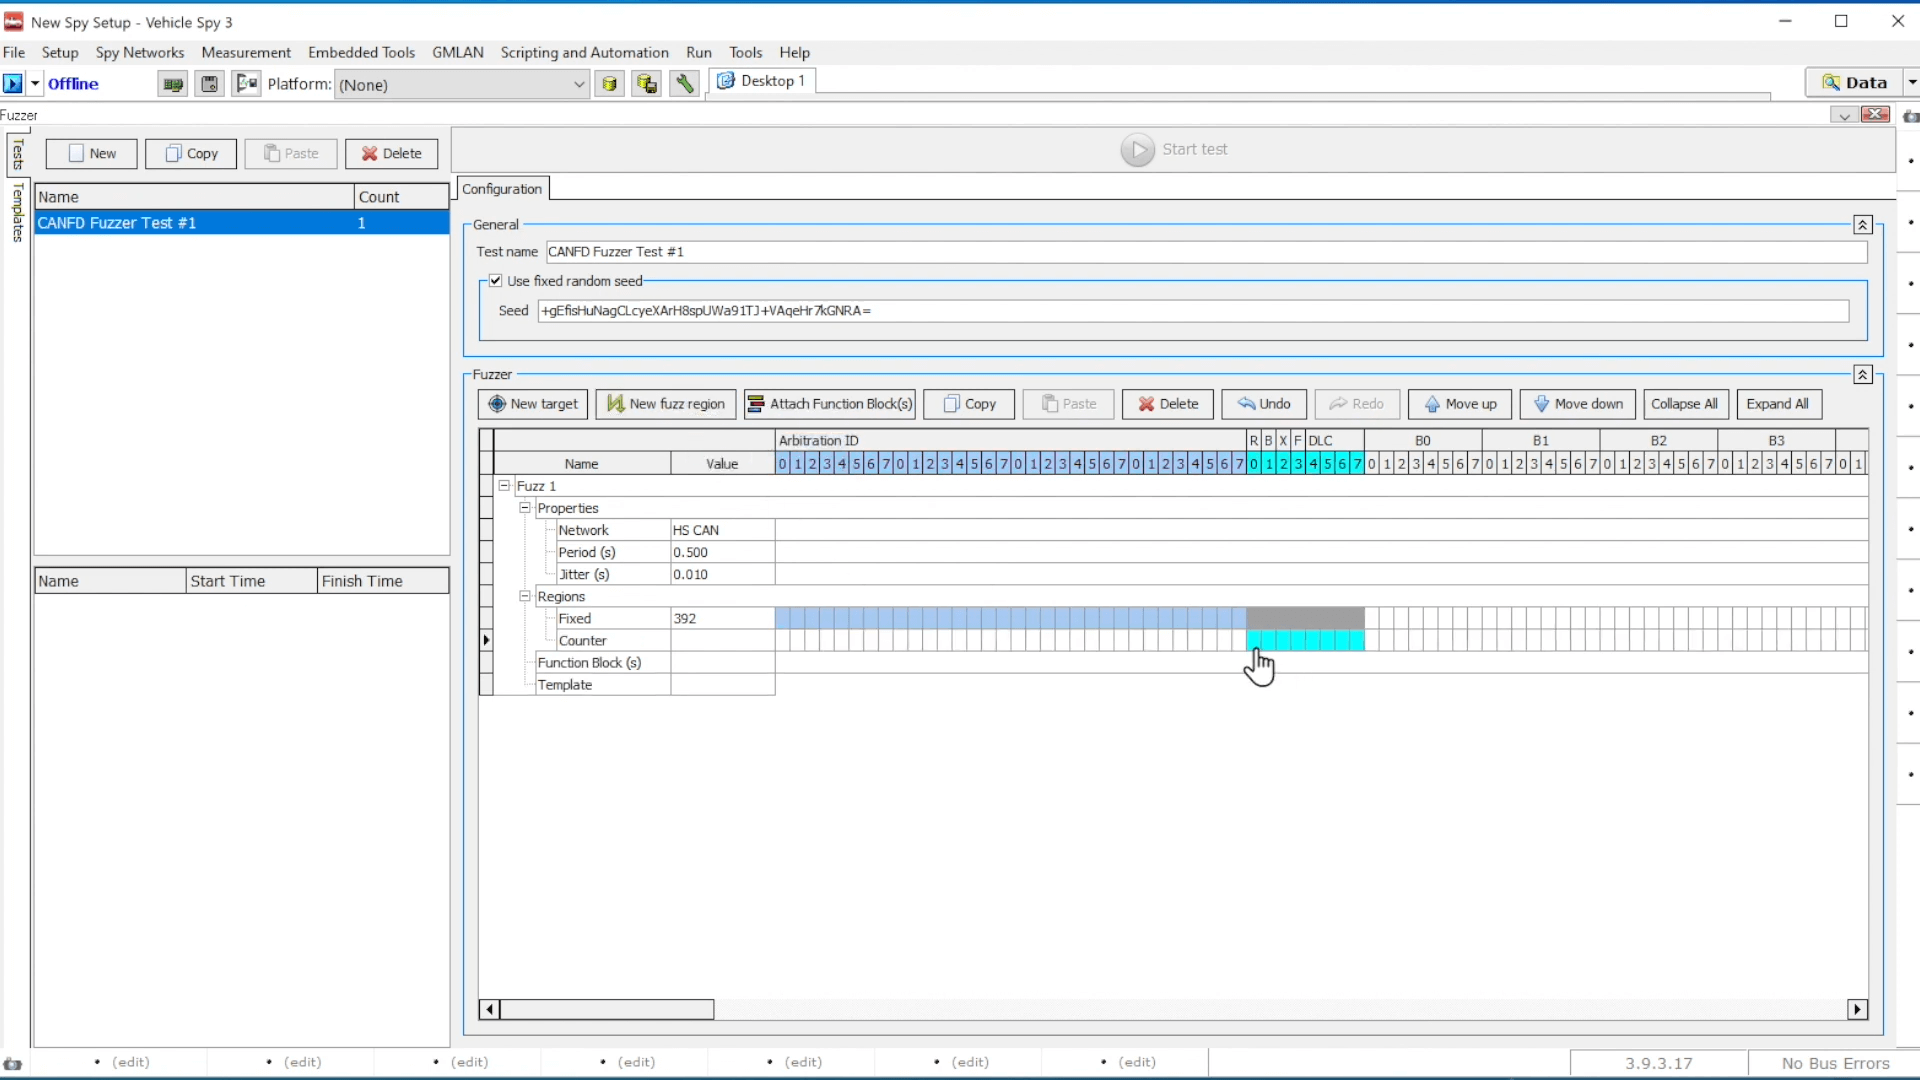 New Spy Setup - Vehicle Spy 3
File Setup Spy Networks Measurement Embedded Tools GMLAN Scripting and Automation Run Tools Help
Offline Platform: (None) Desktop 1 Data
Fuzzer
Tests
Templates
New Copy Paste Delete Start test
Name Count
CANFD Fuzzer Test #1 1
Configuration
General
Test name CANFD Fuzzer Test #1
Use fixed random seed
Seed +gEfisHuNagCLcyeXArH8spUWa91TJ+VAqeHr7kGNRA=
Fuzzer
New target New fuzz region Attach Function Block(s) Copy Paste Delete Undo Redo Move up Move down Collapse All Expand All
Arbitration ID R B X F DLC B0 B1 B2 B3
Name Value 0 1 2 3 4 5 6 7 0 1 2 3 4 5 6 7 0 1 2 3 4 5 6 7 0 1 2 3 4 5 6 7 0 1 2 3 4 5 6 7 0 1 2 3 4 5 6 7 0 1 2 3 4 5 6 7 0 1 2 3 4 5 6 7 0 1 2 3 4 5 6 7 0 1
Fuzz 1
Properties
Network HS CAN
Period (s) 0.500
Jitter (s) 0.010
Regions
Fixed 392
Counter
Function Block (s)
Template
Name Start Time Finish Time
(edit) (edit) (edit) (edit) (edit) (edit) (edit) 3.9.3.17 No Bus Errors